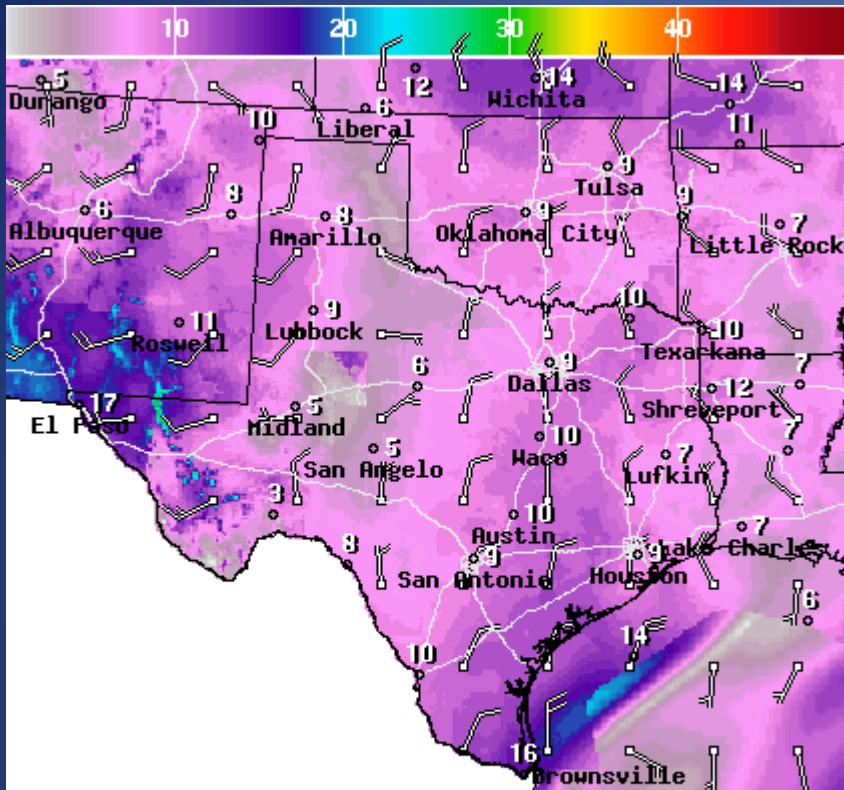 10 20 30 40
5 12 14 14
Durango Wichita
6
Liberal
10 11
9
Tulsa
6 8 8 9 9 7
Albuquerque Amarillo Oklahoma City Little Rock
11 9 10 10
Roswell Lubbock Texarkana
9
6 Dallas 7
17 5 12
El Paso Midland Shreveport
5 10 7 7
San Angelo Waco Lufkin
3 10 7
Austin
8 9 9 Lake Charles
San Antonio Houston
6
14
10
16
Brownsville